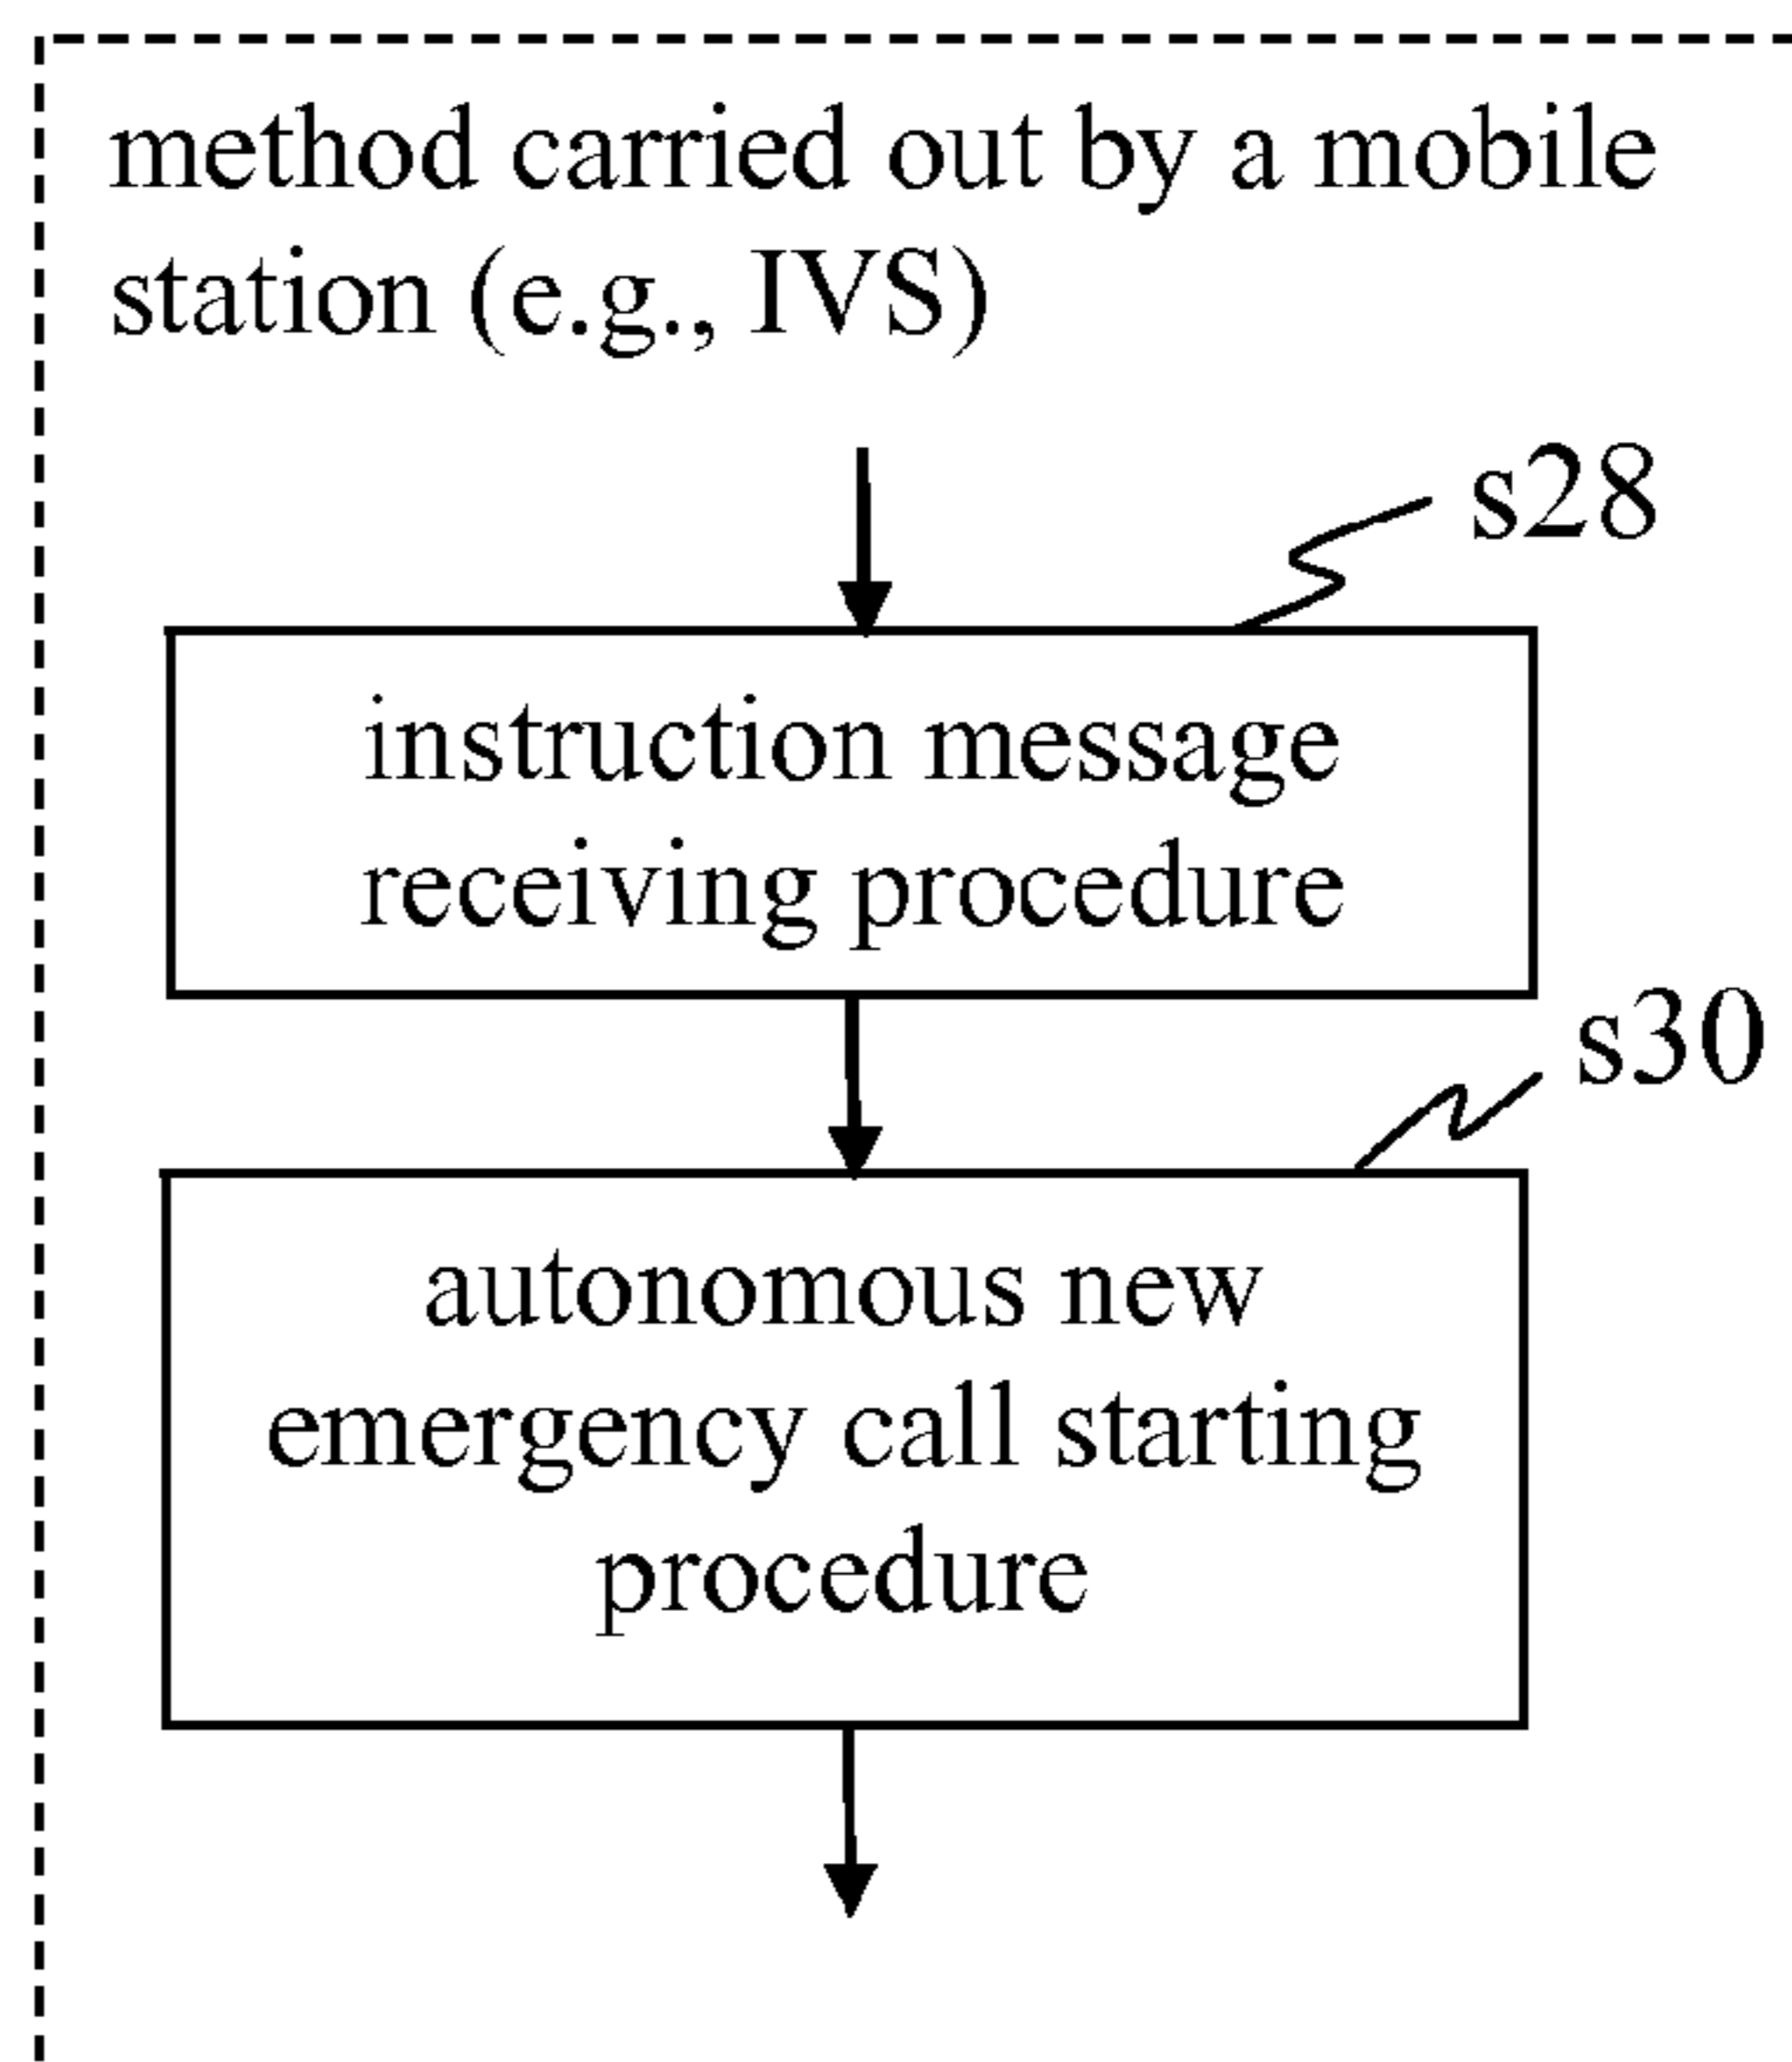 method carried out by a mobile
station (e.g., IVS)
s28
instruction message
receiving procedure
s30
autonomous new
emergency call starting
procedure